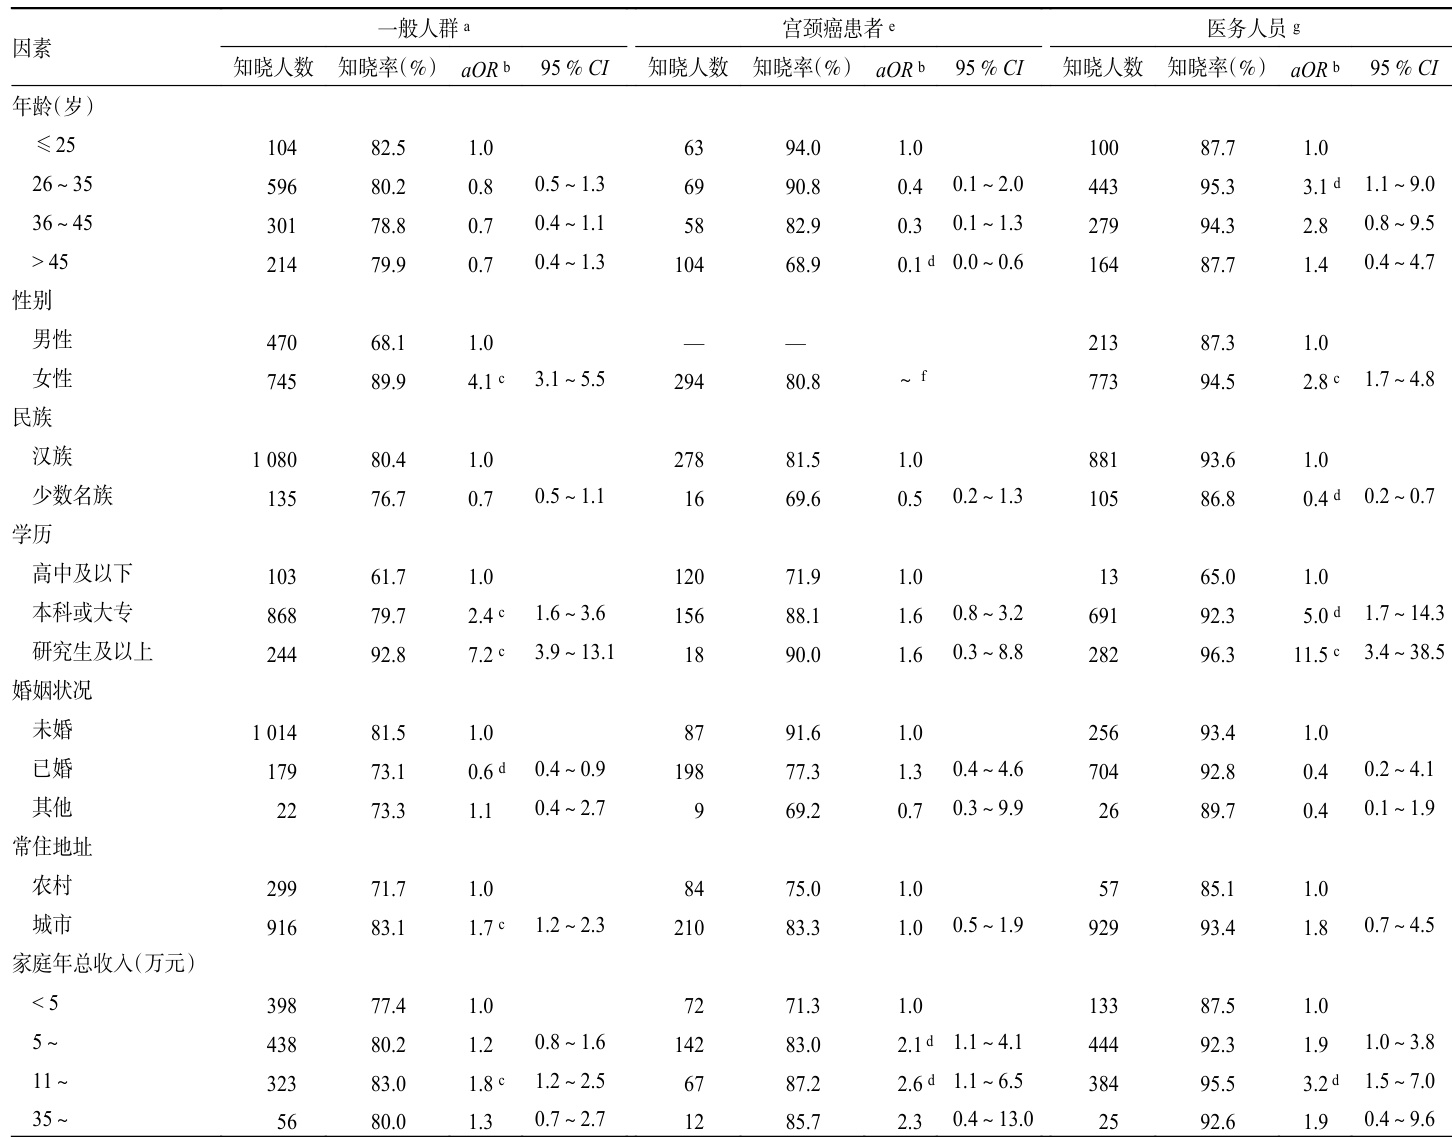 因素 一般人群 a 宫颈癌患者 e 医务人员 g
知晓人数 知晓率(%) aOR b 95 % CI 知晓人数 知晓率(%) aOR b 95 % CI 知晓人数 知晓率(%) aOR b 95 % CI
年龄(岁)
≤25 104 82.5 1.0 63 94.0 1.0 100 87.7 1.0
26~35 596 80.2 0.8 0.5~1.3 69 90.8 0.4 0.1~2.0 443 95.3 3.1 d 1.1~9.0
36~45 301 78.8 0.7 0.4~1.1 58 82.9 0.3 0.1~1.3 279 94.3 2.8 0.8~9.5
>45 214 79.9 0.7 0.4~1.3 104 68.9 0.1 d 0.0~0.6 164 87.7 1.4 0.4~4.7
性别
男性 470 68.1 1.0 — — 213 87.3 1.0
女性 745 89.9 4.1 c 3.1~5.5 294 80.8 ~ f 773 94.5 2.8 c 1.7~4.8
民族
汉族 1 080 80.4 1.0 278 81.5 1.0 881 93.6 1.0
少数名族 135 76.7 0.7 0.5~1.1 16 69.6 0.5 0.2~1.3 105 86.8 0.4 d 0.2~0.7
学历
高中及以下 103 61.7 1.0 120 71.9 1.0 13 65.0 1.0
本科或大专 868 79.7 2.4 c 1.6~3.6 156 88.1 1.6 0.8~3.2 691 92.3 5.0 d 1.7~14.3
研究生及以上 244 92.8 7.2 c 3.9~13.1 18 90.0 1.6 0.3~8.8 282 96.3 11.5 c 3.4~38.5
婚姻状况
未婚 1 014 81.5 1.0 87 91.6 1.0 256 93.4 1.0
已婚 179 73.1 0.6 d 0.4~0.9 198 77.3 1.3 0.4~4.6 704 92.8 0.4 0.2~4.1
其他 22 73.3 1.1 0.4~2.7 9 69.2 0.7 0.3~9.9 26 89.7 0.4 0.1~1.9
常住地址
农村 299 71.7 1.0 84 75.0 1.0 57 85.1 1.0
城市 916 83.1 1.7 c 1.2~2.3 210 83.3 1.0 0.5~1.9 929 93.4 1.8 0.7~4.5
家庭年总收入(万元)
<5 398 77.4 1.0 72 71.3 1.0 133 87.5 1.0
5~ 438 80.2 1.2 0.8~1.6 142 83.0 2.1 d 1.1~4.1 444 92.3 1.9 1.0~3.8
11~ 323 83.0 1.8 c 1.2~2.5 67 87.2 2.6 d 1.1~6.5 384 95.5 3.2 d 1.5~7.0
35~ 56 80.0 1.3 0.7~2.7 12 85.7 2.3 0.4~13.0 25 92.6 1.9 0.4~9.6